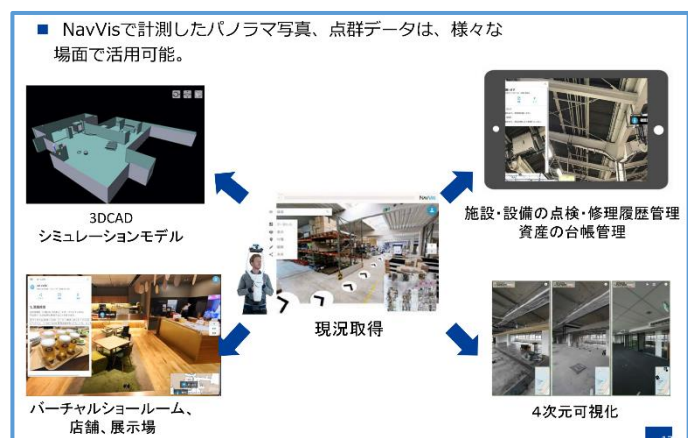 ■ NavVisで計測したパノラマ写真、点群データは、様々な
場面で活用可能。
3DCAD
シミュレーションモデル
施設・設備の点検・修理履歴管理
資産の台帳管理
NavVis
現況取得
バーチャルショールーム、
店舗、展示場
4次元可視化